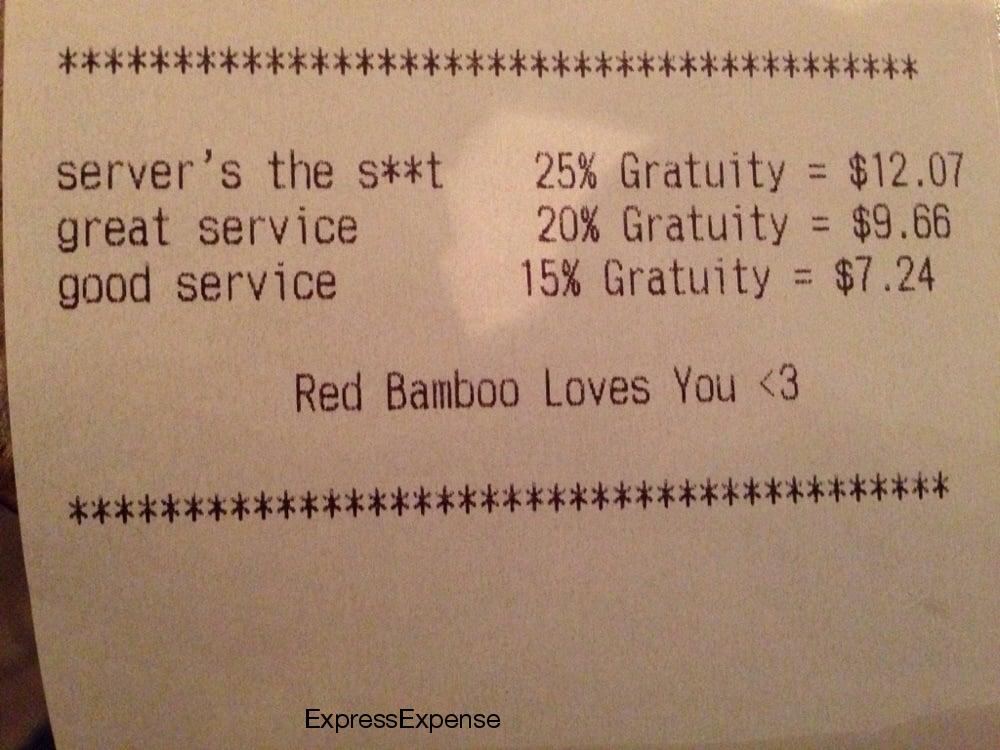 ***************************************
server's the s**t 25% Gratuity = $12.07
great service 20% Gratuity = $9.66
good service 15% Gratuity = $7.24
Red Bamboo Loves You <3
***************************************
ExpressExpense